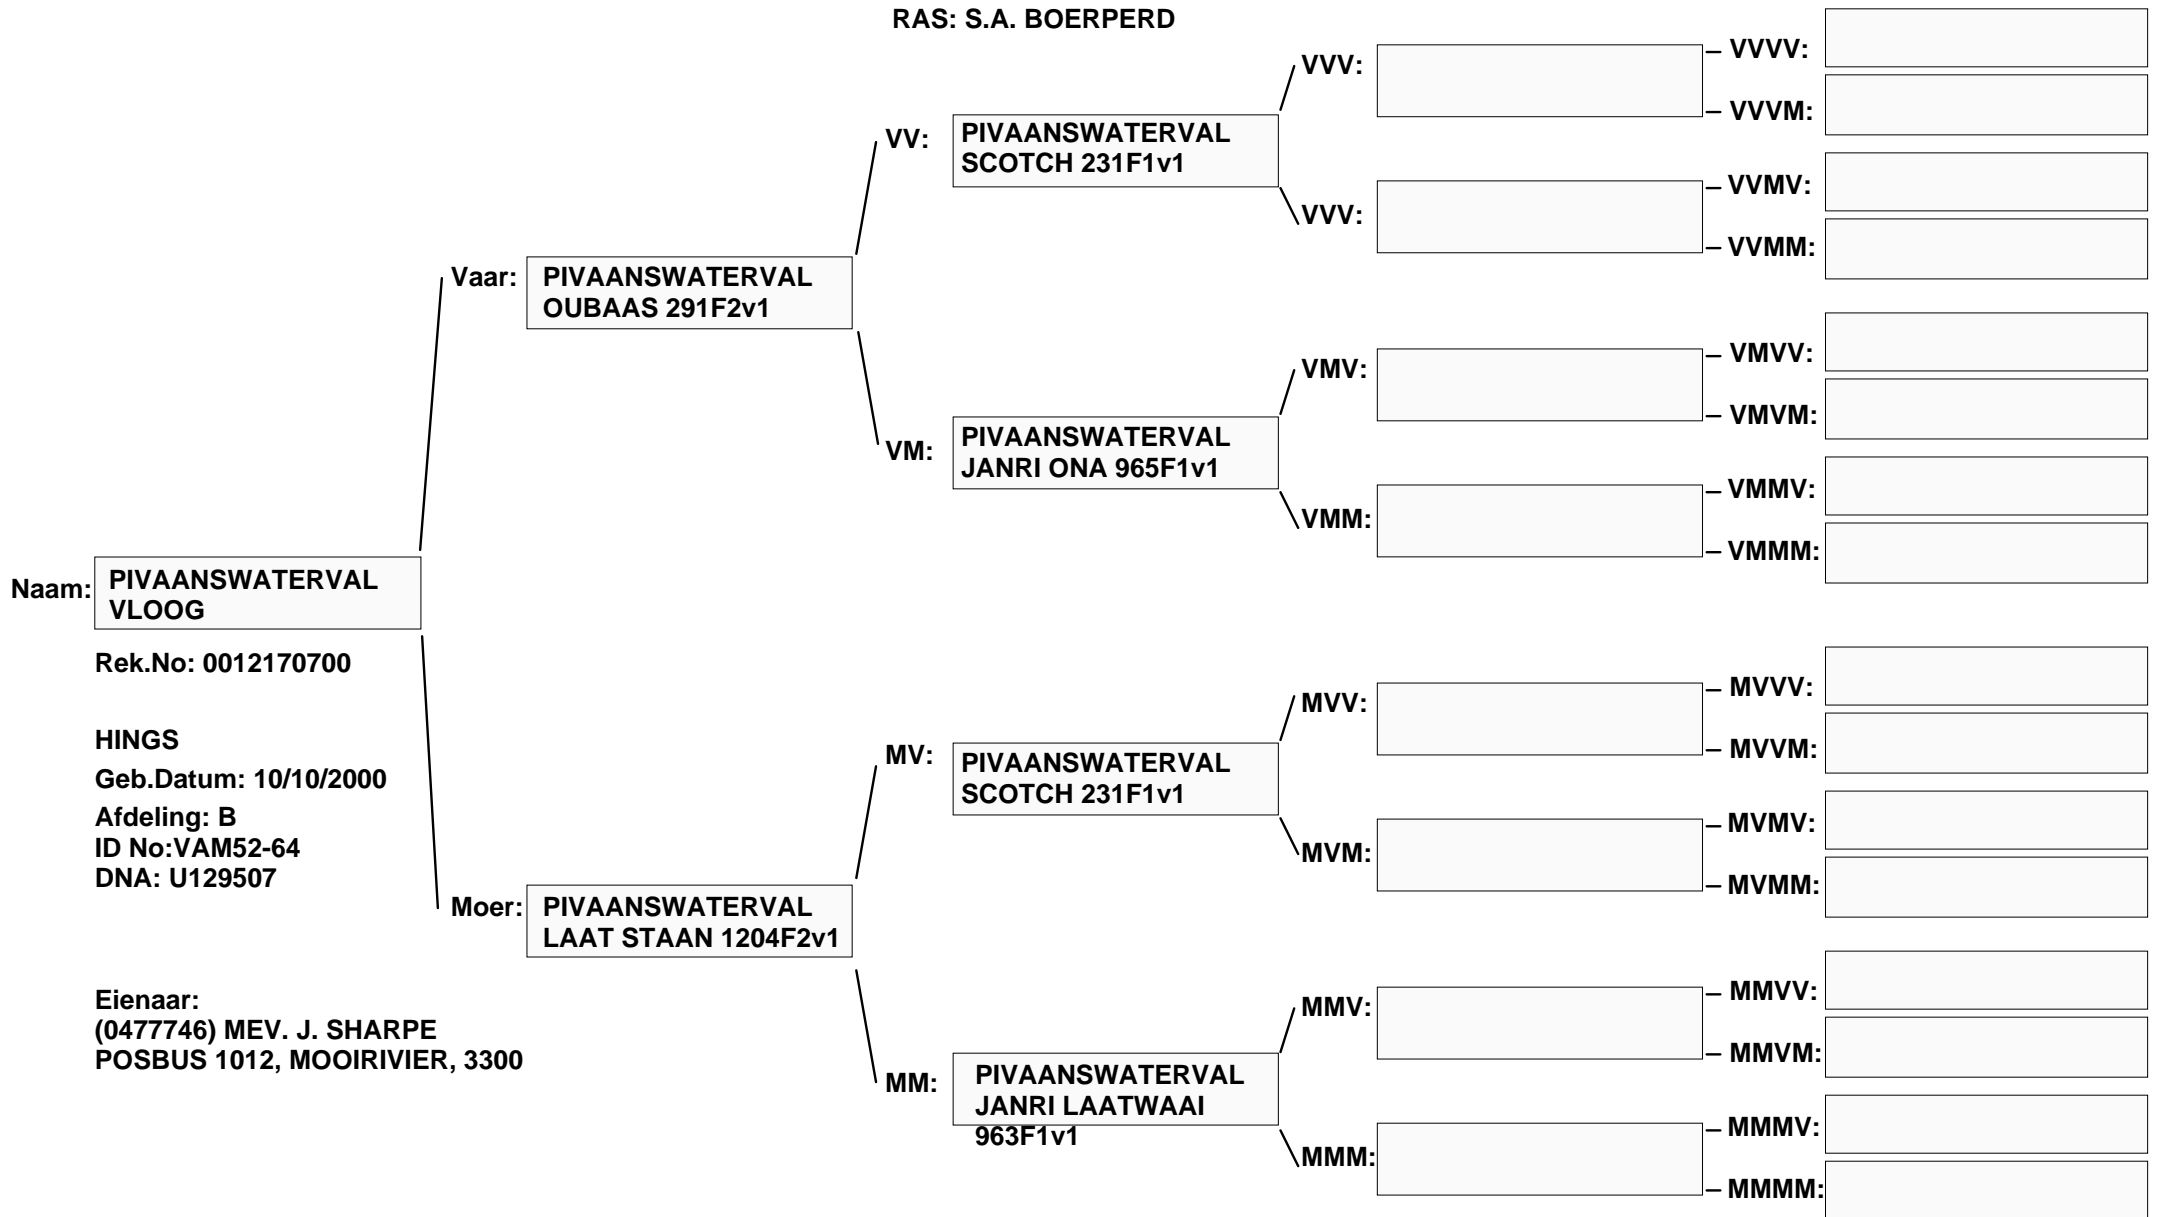 RAS: S.A. BOERPERD
Naam:
PIVAANSWATERVAL
VLOOG
Rek.No: 0012170700
HINGS
Geb.Datum: 10/10/2000
Afdeling: B
ID No:VAM52-64
DNA: U129507
Eienaar:
(0477746) MEV. J. SHARPE
POSBUS 1012, MOOIRIVIER, 3300
Vaar:
PIVAANSWATERVAL
OUBAAS 291F2v1
Moer:
PIVAANSWATERVAL
LAAT STAAN 1204F2v1
VV:
PIVAANSWATERVAL
SCOTCH 231F1v1
VM:
PIVAANSWATERVAL
JANRI ONA 965F1v1
MV:
PIVAANSWATERVAL
SCOTCH 231F1v1
MM:
PIVAANSWATERVAL
JANRI LAATWAAI
963F1v1
VVV:
VVV:
VMV:
VMM:
MVV:
MVM:
MMV:
MMM:
VVVV:
VVVM:
VVMV:
VVMM:
VMVV:
VMVM:
VMMV:
VMMM:
MVVV:
MVVM:
MVMV:
MVMM:
MMVV:
MMVM:
MMMV:
MMMM: